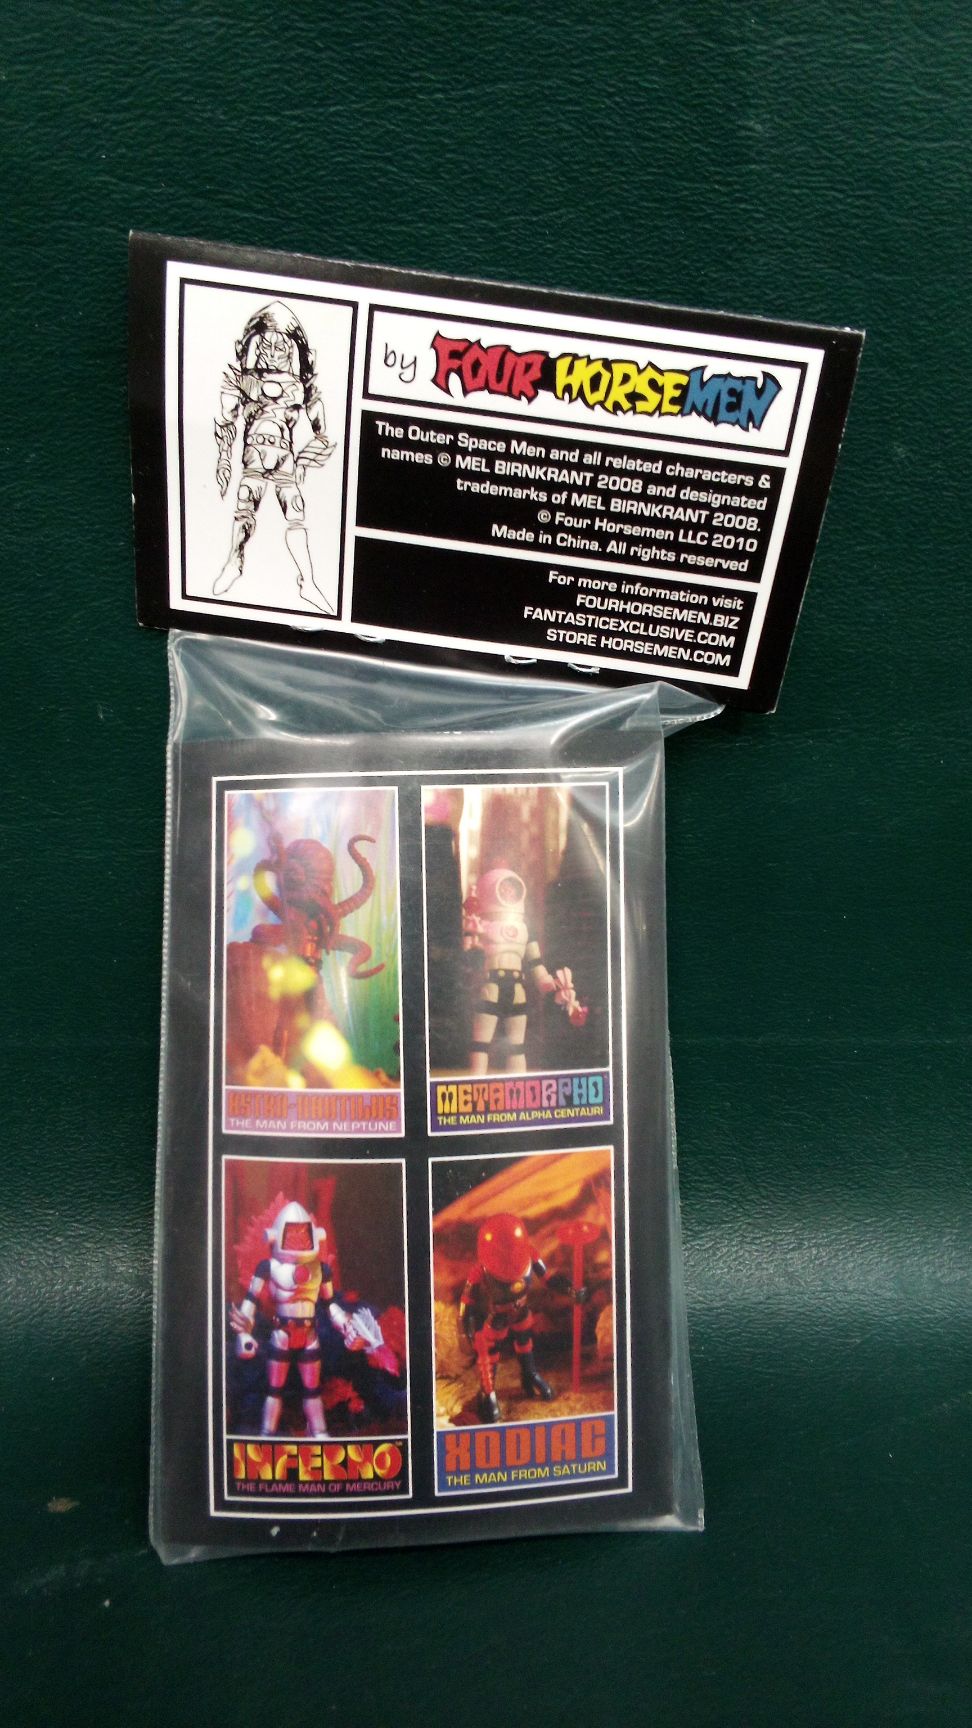 by FOUR HORSEMEN
The Outer Space Men and all related characters &
names © MEL BIRNKRANT 2008 and designated
trademarks of MEL BIRNKRANT 2008.
© Four Horsemen LLC 2010
Made in China. All rights reserved
For more information visit
FOURHORSEMEN.BIZ
FANTASTICEXCLUSIVE.COM
STORE HORSEMEN.COM
ASTRO-NAUTILUS
THE MAN FROM NEPTUNE
METAMORPHO
THE MAN FROM ALPHA CENTAURI
INFERNO™
THE FLAME MAN OF MERCURY
XODIAC
THE MAN FROM SATURN